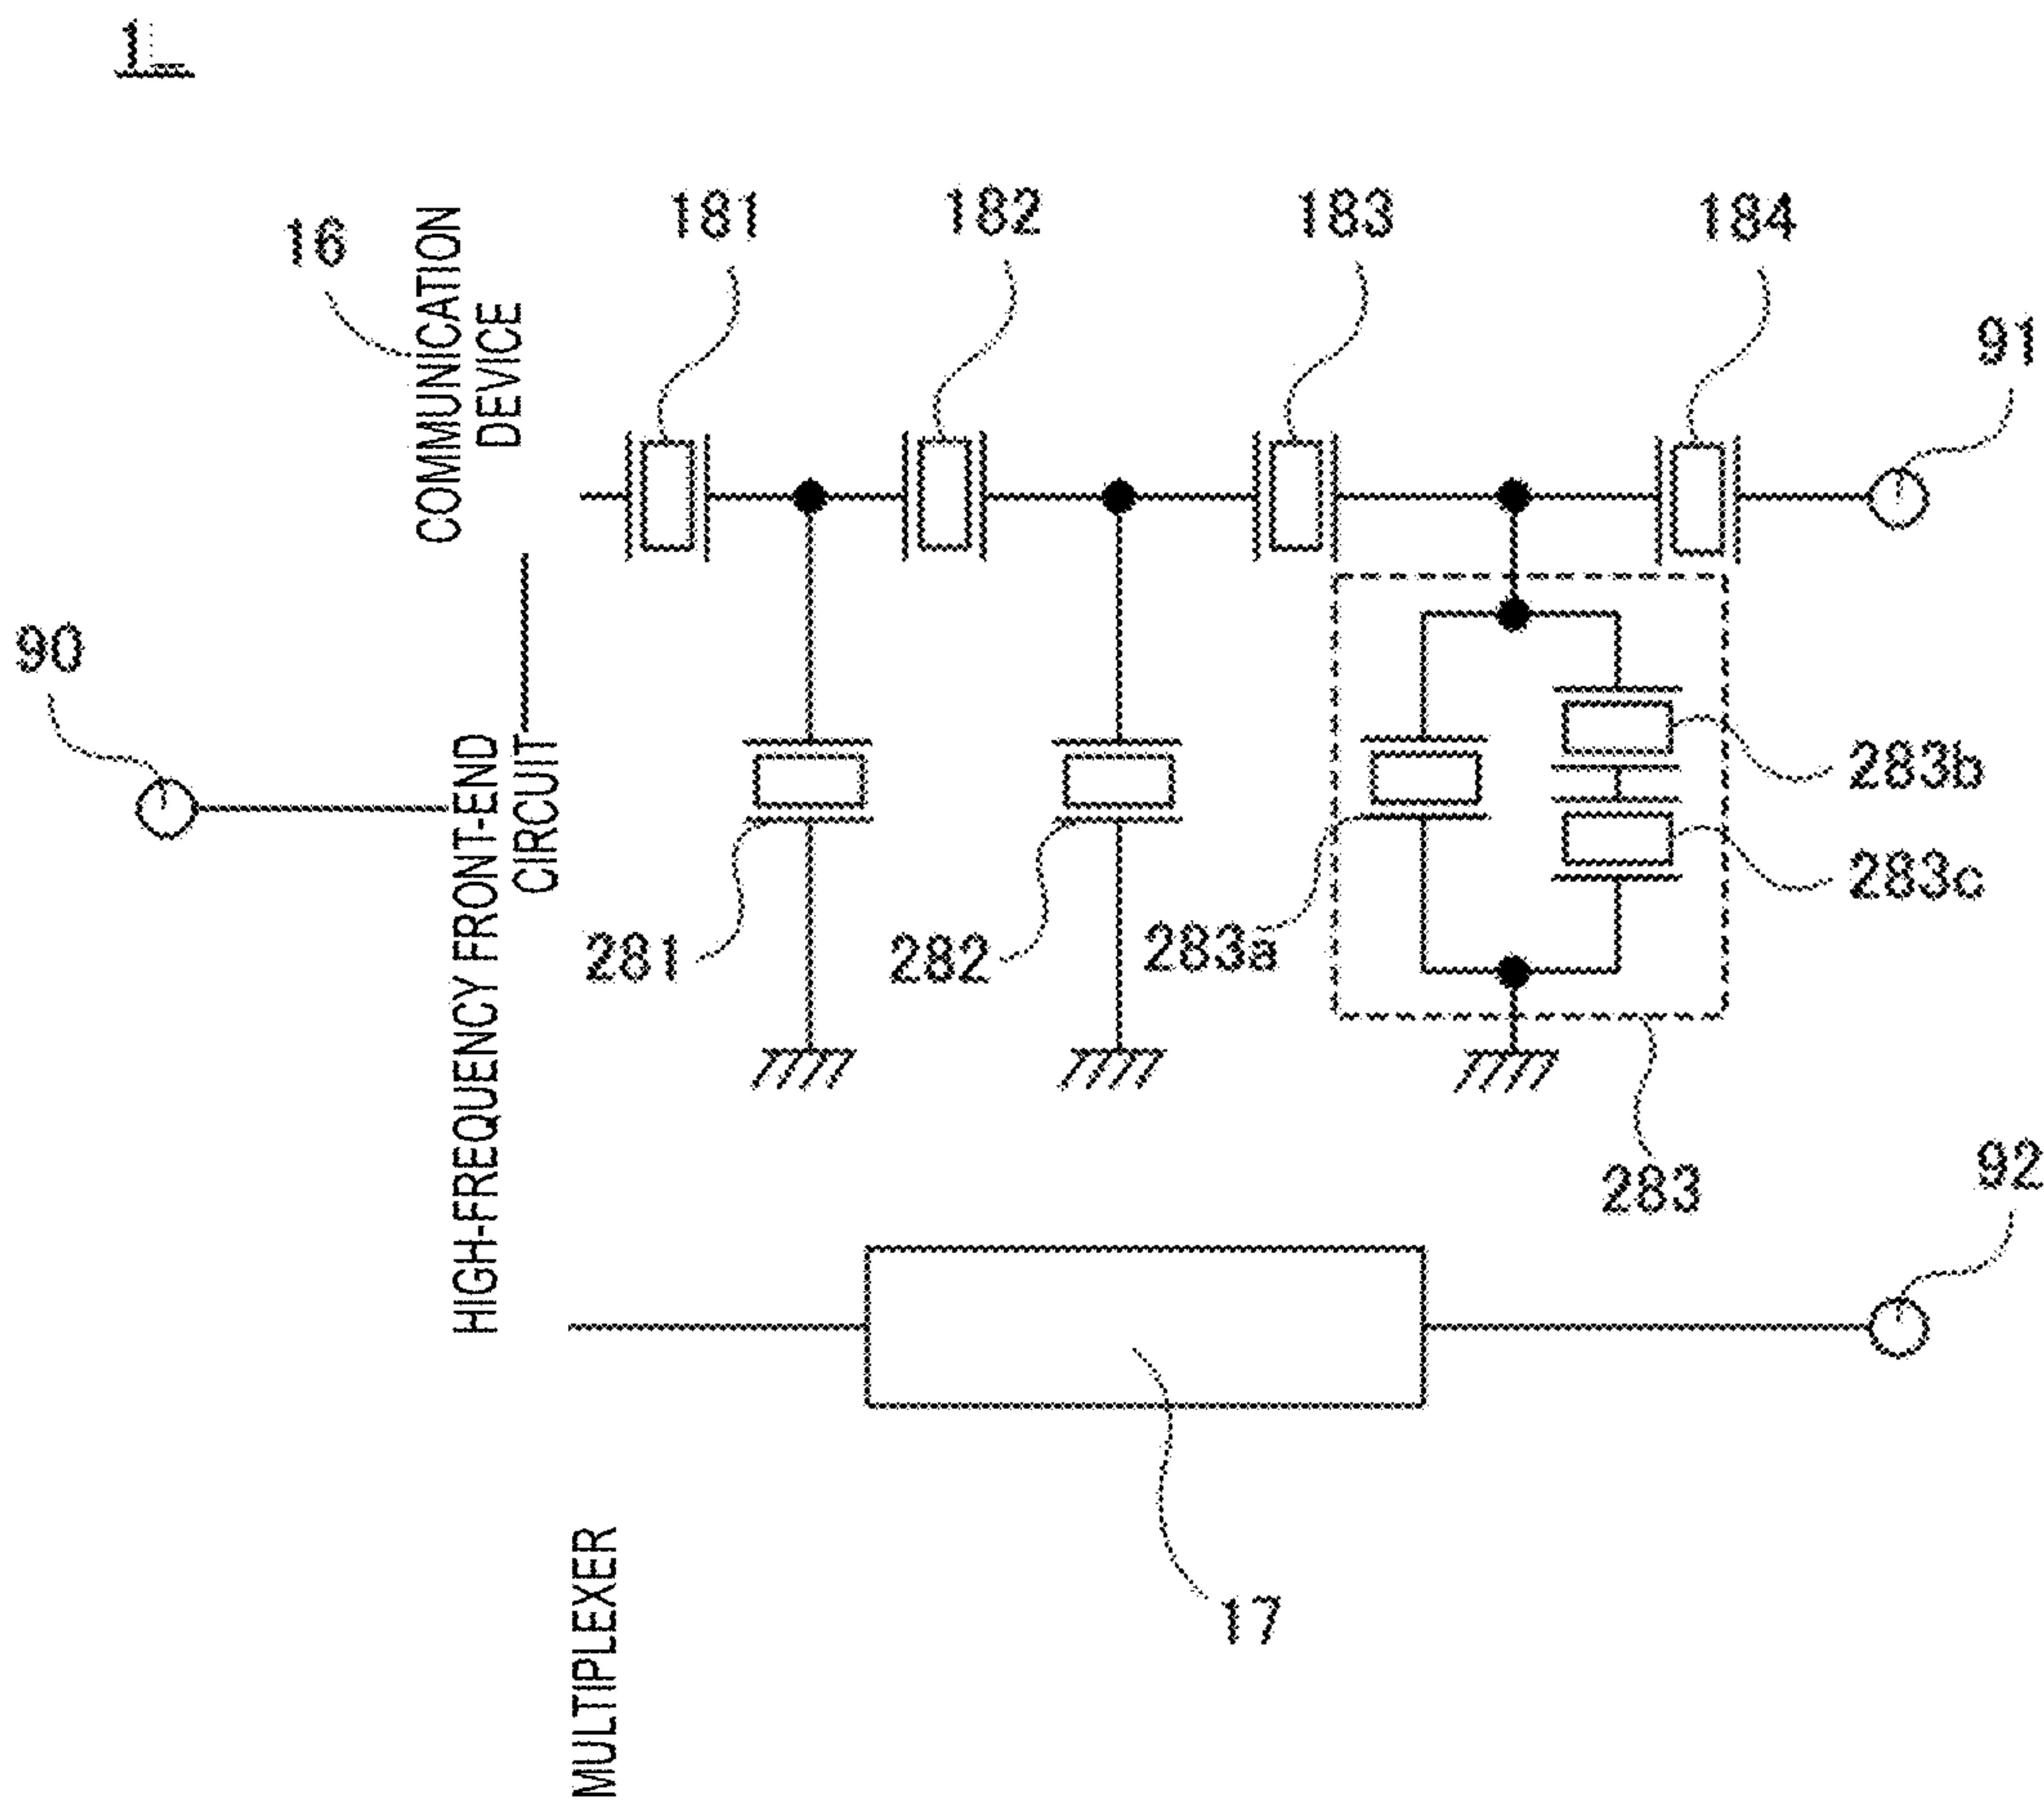 1
16
COMMUNICATION
DEVICE
181
182
183
184
91
90
HIGH-FREQUENCY FRONT-END
CIRCUIT
281
282
283a
283b
283c
283
92
17
MULTIPLEXER